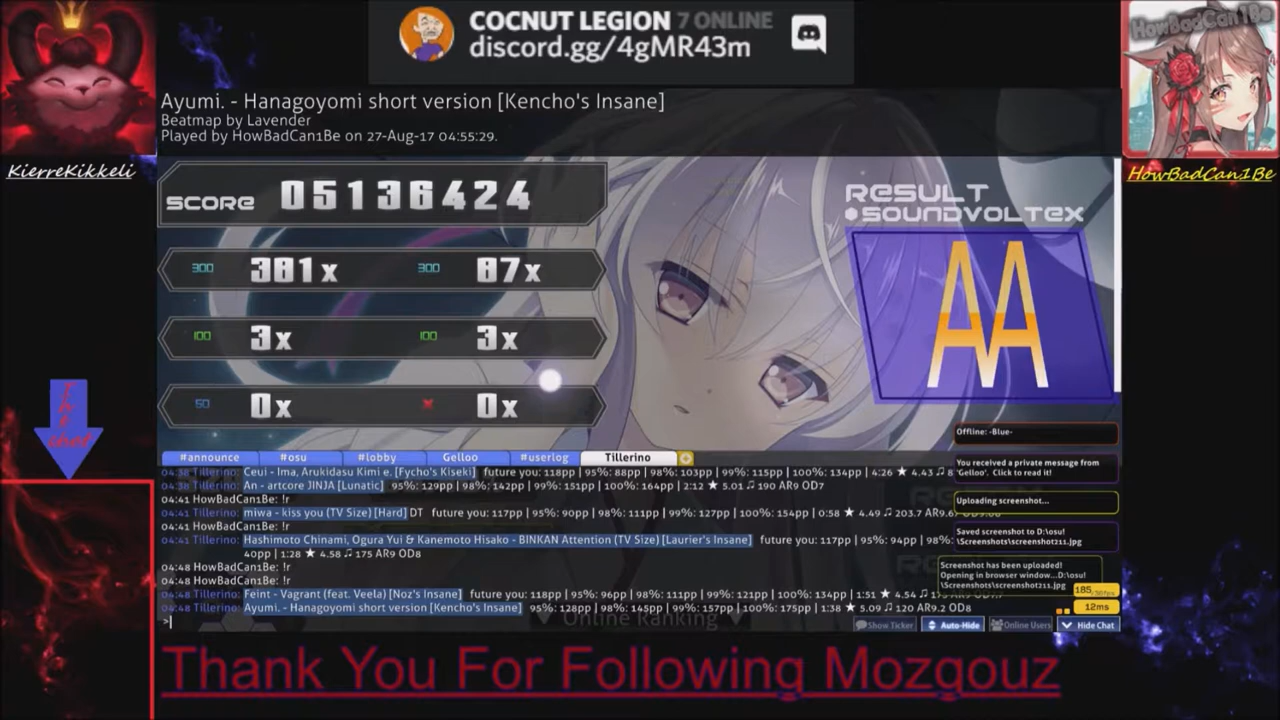 COCNUT LEGION 7 ONLINE
discord.gg/4gMR43m
HowBadCan1Be
Ayumi. - Hanagoyomi short version [Kencho's Insane]
Beatmap by Lavender
Played by HowBadCan1Be on 27-Aug-17 04:55:29.
KierreKikkeli
HowBadCan1Be
SCORE 05136424
RESULT
SOUNDVOLTEX
300 381x 300 87x
AA
100 3x 100 3x
50 0x X 0x
The chat
Offline: -Blue-
#announce #osu #lobby Gelloo #userlog Tillerino
You received a private message from
'Gelloo'. Click to read it!
04:38 Tillerino: Ceui - Ima, Arukidasu Kimi e. [Fycho's Kiseki] future you: 118pp | 95%: 88pp | 98%: 103pp | 99%: 115pp | 100%: 134pp | 4:26 ★ 4.43 ♫ 8
04:38 Tillerino: An - artcore JINJA [Lunatic] 95%: 129pp | 98%: 142pp | 99%: 151pp | 100%: 164pp | 2:12 ★ 5.01 ♫ 190 AR9 OD7
04:41 HowBadCan1Be: !r
Uploading screenshot...
04:41 Tillerino: miwa - kiss you (TV Size) [Hard] DT future you: 117pp | 95%: 90pp | 98%: 111pp | 99%: 127pp | 100%: 154pp | 0:58 ★ 4.49 ♫ 203.7
04:41 HowBadCan1Be: !r
Saved screenshot to D:\osu!
\Screenshots\screenshot211.jpg
04:41 Tillerino: Hashimoto Chinami, Ogura Yui & Kanemoto Hisako - BINKAN Attention (TV Size) [Laurier's Insane] future you: 117pp | 95%: 94pp | 98%:
40pp | 1:28 ★ 4.58 ♫ 175 AR9 OD8
04:48 HowBadCan1Be: !r
04:48 HowBadCan1Be: !r
Screenshot has been uploaded!
Opening in browser window...D:\osu!
\Screenshots\screenshot211.jpg
04:48 Tillerino: Feint - Vagrant (feat. Veela) [Noz's Insane] future you: 118pp | 95%: 96pp | 98%: 111pp | 99%: 121pp | 100%: 134pp | 1:51 ★ 4.54 ♫
04:48 Tillerino: Ayumi. - Hanagoyomi short version [Kencho's Insane] 95%: 128pp | 98%: 145pp | 99%: 157pp | 100%: 175pp | 1:38 ★ 5.09 ♫ 120 AR9.2 OD8
185
12ms
>
Online Ranking
Show Ticker Auto-Hide Online Users Hide Chat
Thank You For Following Mozgouz